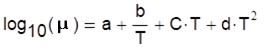 log₁₀(μ) = a + b/T + C·T + d·T²